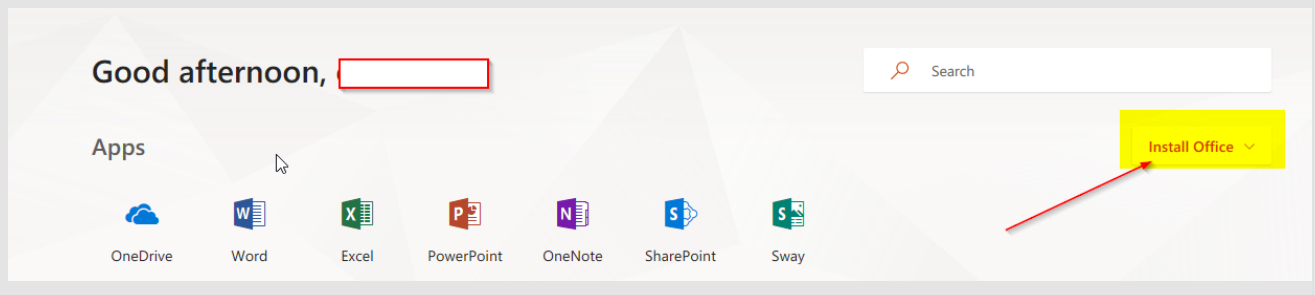 Good afternoon,
Search
Apps
Install Office
OneDrive
Word
Excel
PowerPoint
OneNote
SharePoint
Sway